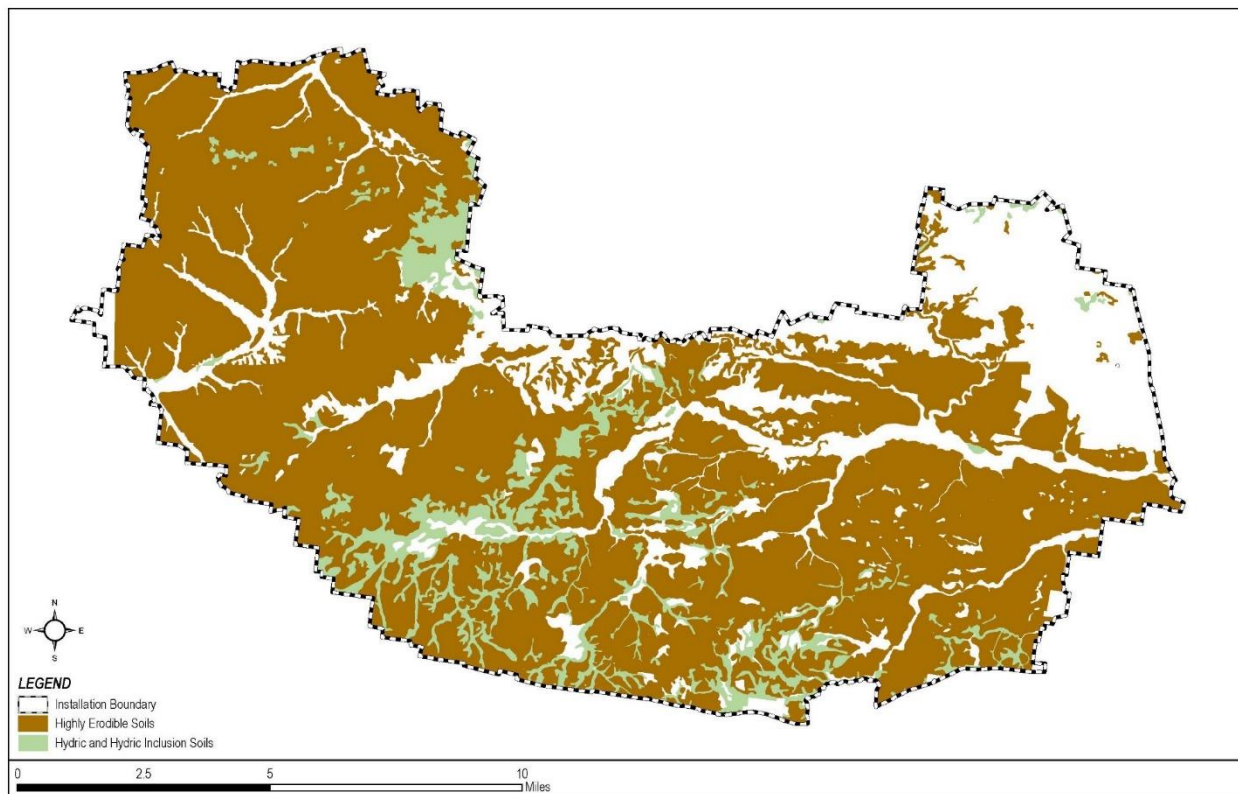 N
W E
S
LEGEND
Installation Boundary
Highly Erodible Soils
Hydric and Hydric Inclusion Soils
0 2.5 5 10
Miles